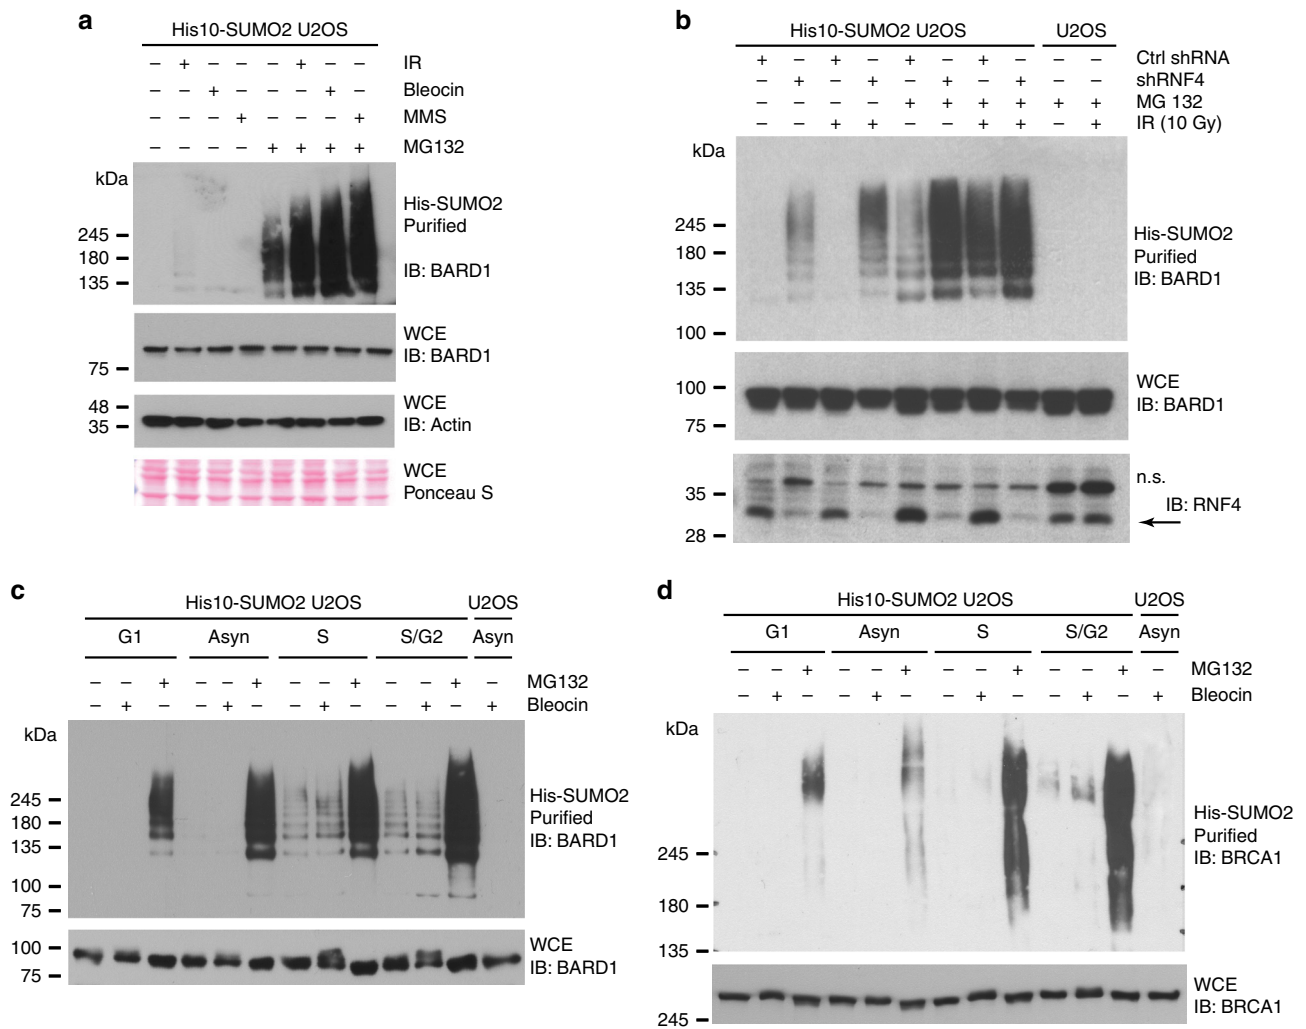 a
His10-SUMO2 U2OS
– + – – – + – – IR
– – + – – – + – Bleocin
– – – + – – – + MMS
– – – – + + + + MG132
kDa
His-SUMO2
Purified
245
180
IB: BARD1
135
WCE
IB: BARD1
75
WCE
48
35
IB: Actin
WCE
Ponceau S
b
His10-SUMO2 U2OS U2OS
+ – + – + – + – – – Ctrl shRNA
– + – + – + – + – – shRNF4
– – – – + + + + + + MG 132
– – + + – – + + – + IR (10 Gy)
kDa
245
His-SUMO2
180
Purified
IB: BARD1
135
100
100
WCE
IB: BARD1
75
n.s.
35
IB: RNF4
28
c
His10-SUMO2 U2OS U2OS
G1 Asyn S S/G2 Asyn
– – + – – + – – + – – + – MG132
– + – – + – – + – – + – + Bleocin
kDa
245
His-SUMO2
180
Purified
135
IB: BARD1
100
75
100
WCE
75
IB: BARD1
d
His10-SUMO2 U2OS U2OS
G1 Asyn S S/G2 Asyn
– – + – – + – – + – – + – MG132
– + – – + – – + – – + – + Bleocin
kDa
His-SUMO2
Purified
245
IB: BRCA1
180
135
WCE
IB: BRCA1
245